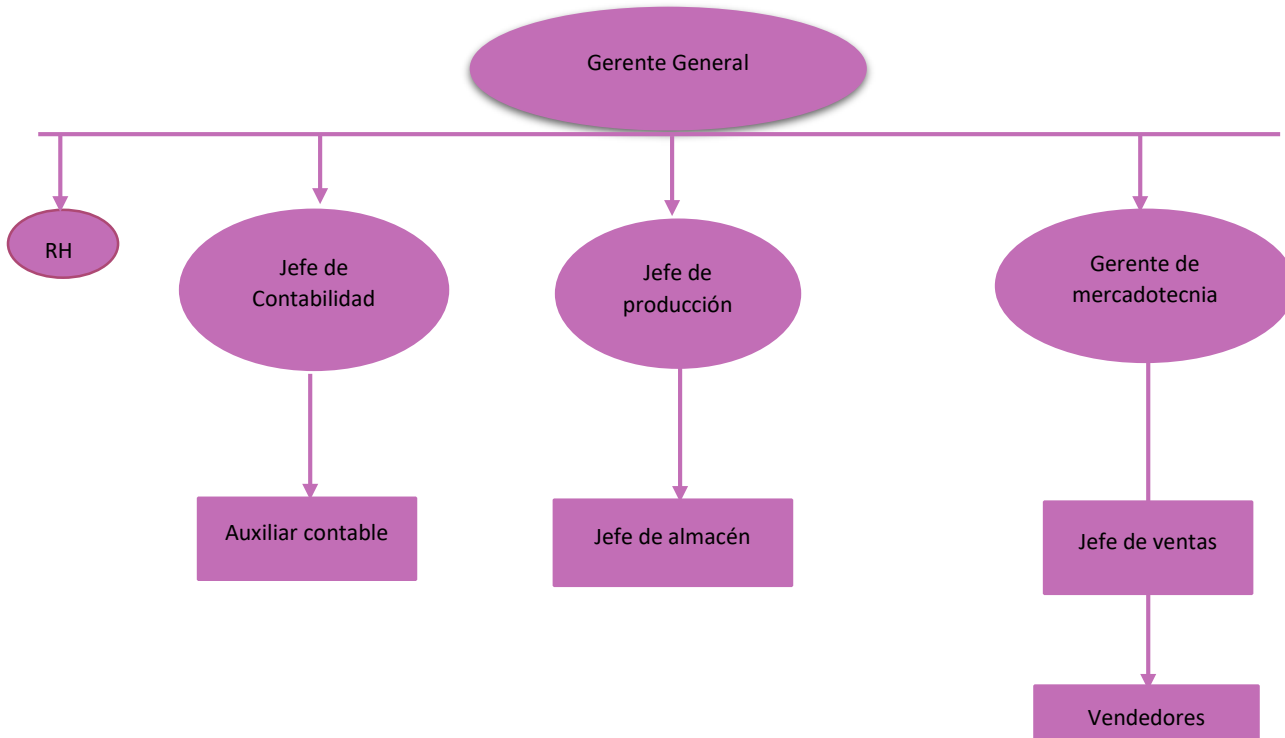 Gerente General
RH
Jefe de
Contabilidad
Jefe de
producción
Gerente de
mercadotecnia
Auxiliar contable
Jefe de almacén
Jefe de ventas
Vendedores